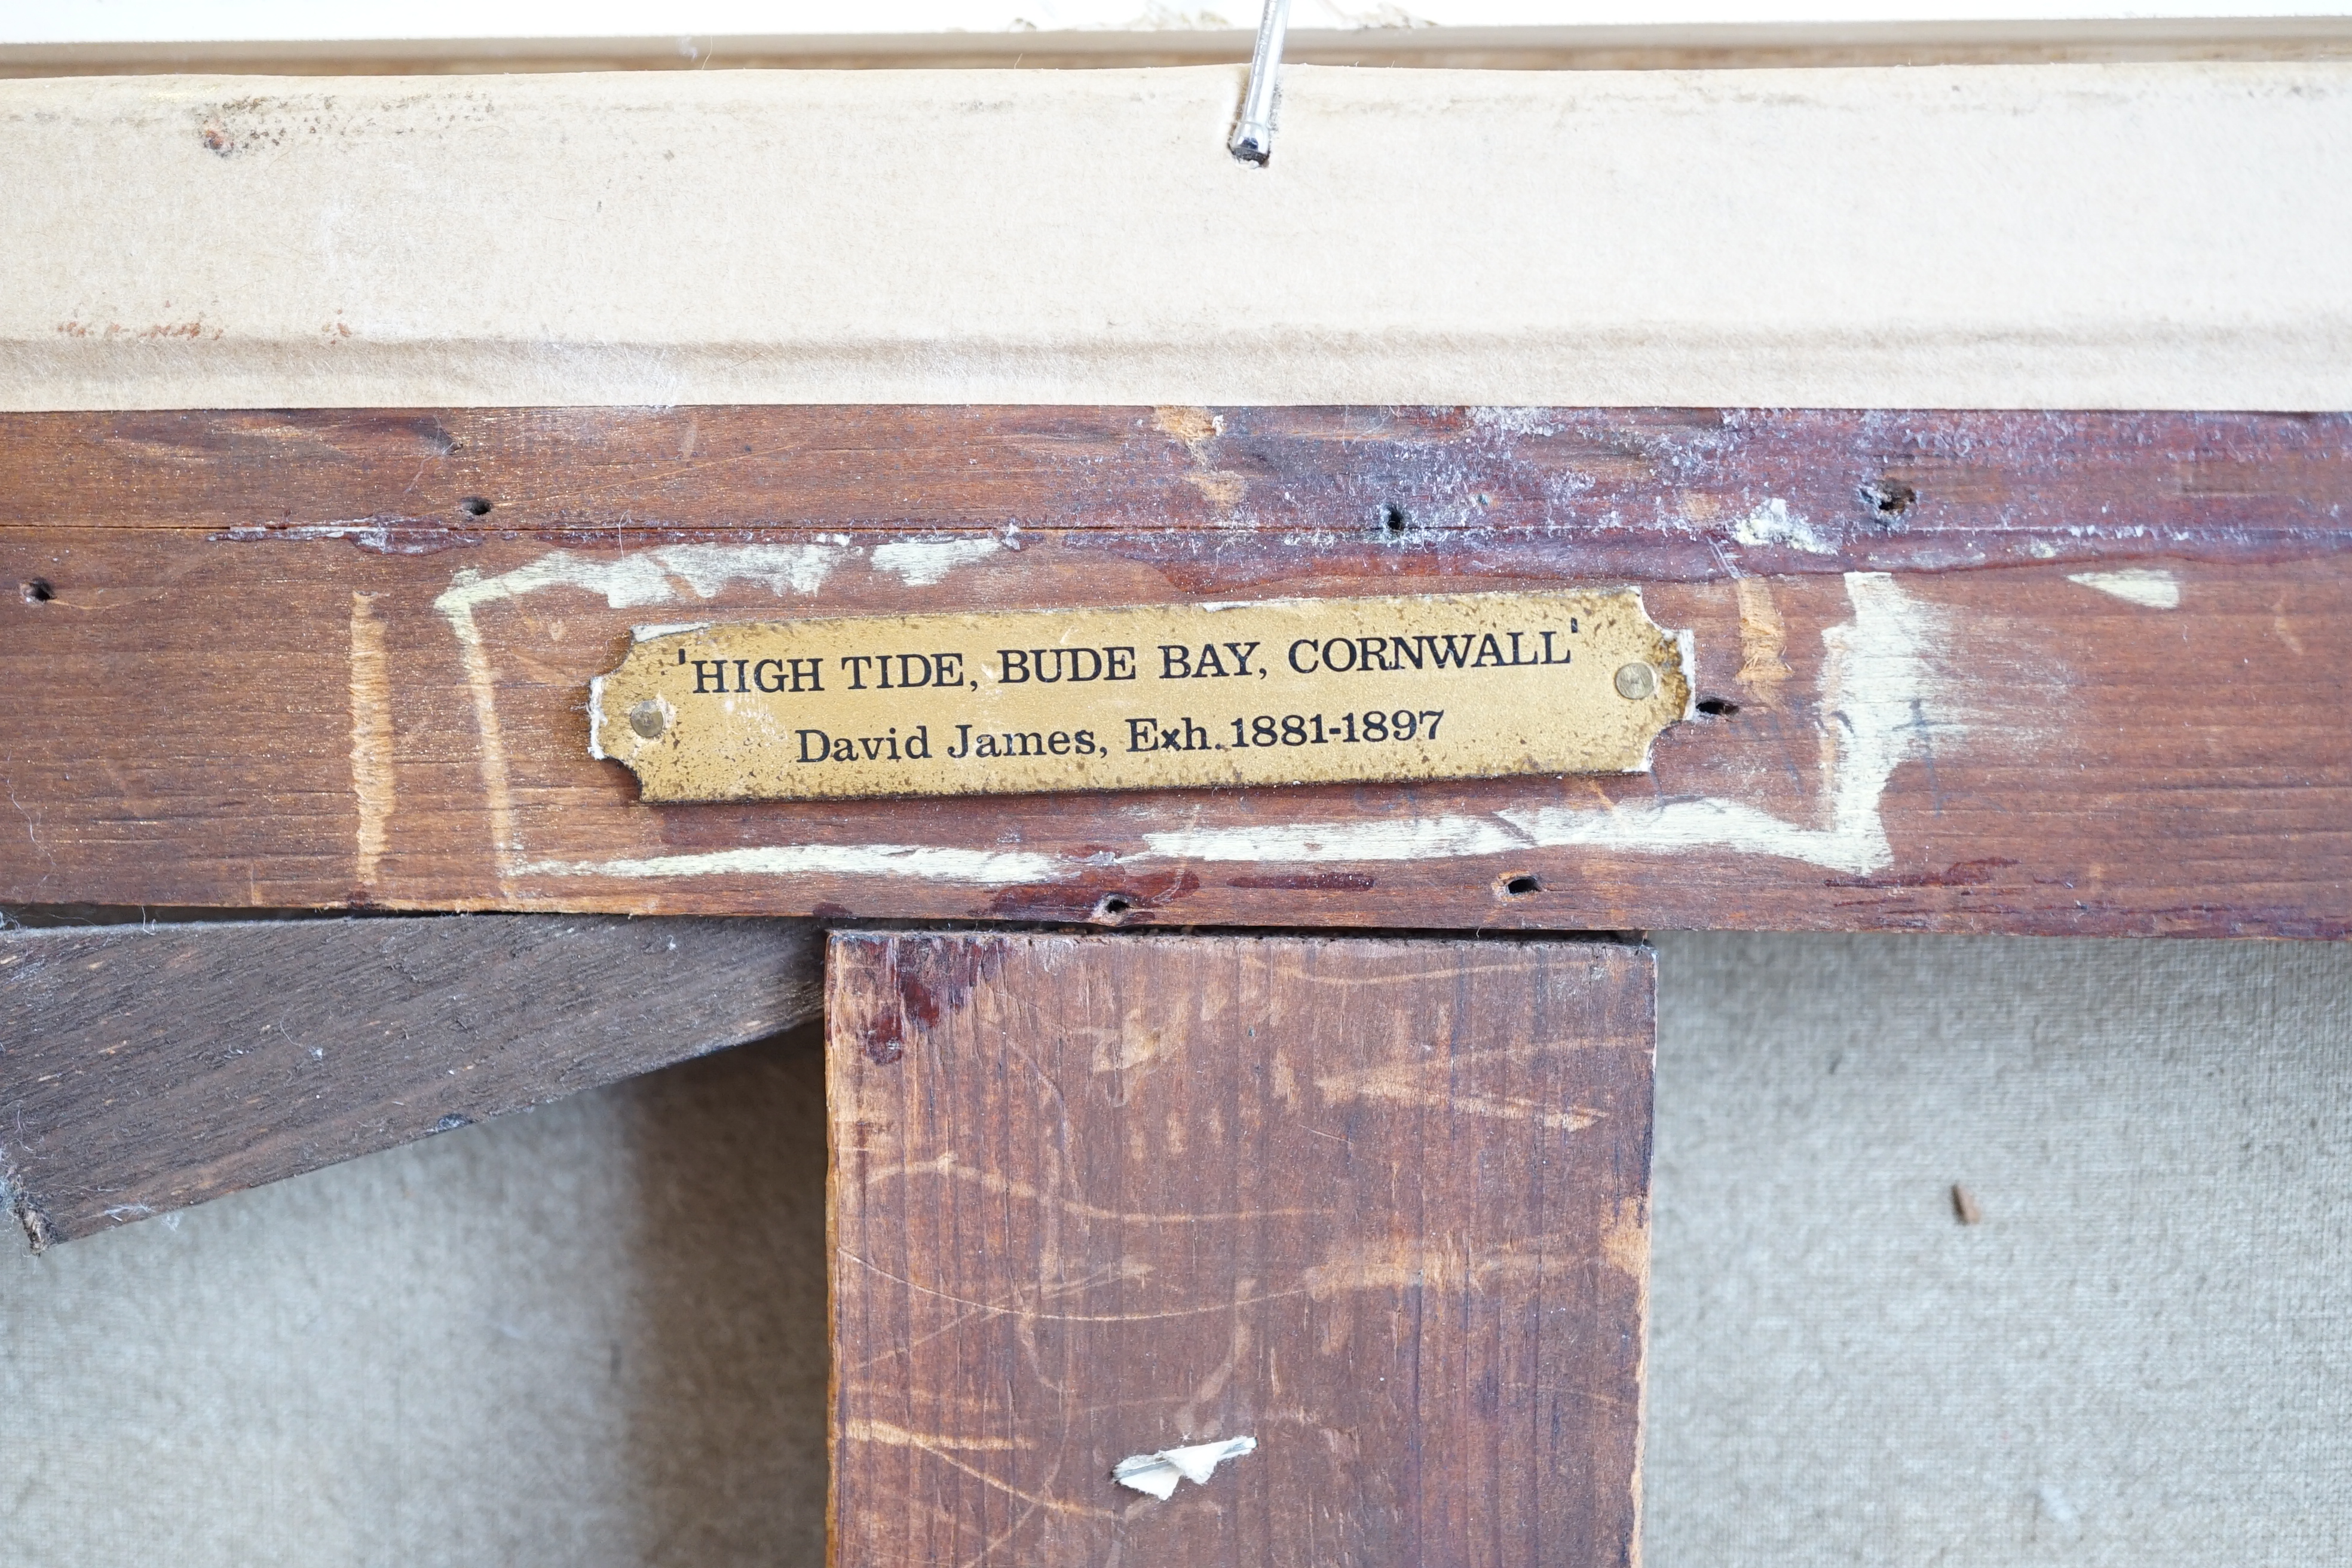 'HIGH TIDE, BUDE BAY, CORNWALL'
David James, Exh.1881-1897